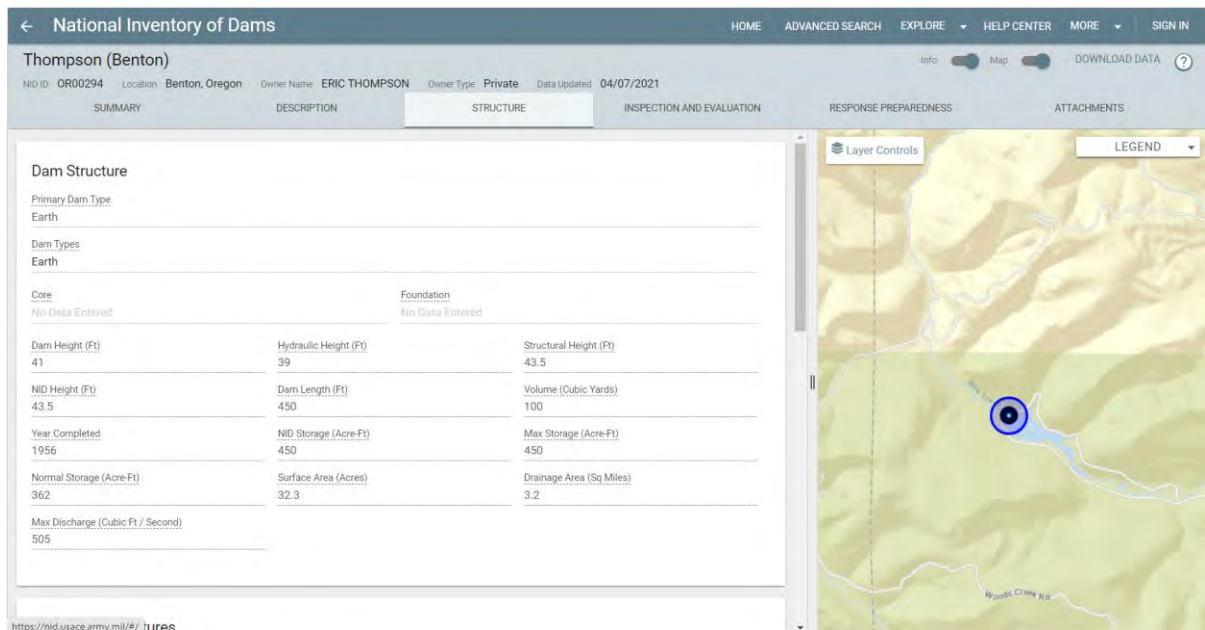 ← National Inventory of Dams HOME ADVANCED SEARCH EXPLORE HELP CENTER MORE SIGN IN
Thompson (Benton) Info Map DOWNLOAD DATA ?
NID ID OR00294 Location Benton, Oregon Owner Name ERIC THOMPSON Owner Type Private Data Updated 04/07/2021
SUMMARY DESCRIPTION STRUCTURE INSPECTION AND EVALUATION RESPONSE PREPAREDNESS ATTACHMENTS
Layer Controls LEGEND
Dam Structure
Primary Dam Type
Earth
Dam Types
Earth
Core Foundation
No Data Entered No Data Entered
Dam Height (Ft) Hydraulic Height (Ft) Structural Height (Ft)
41 39 43.5
NID Height (Ft) Dam Length (Ft) Volume (Cubic Yards)
43.5 450 100
Year Completed NID Storage (Acre-Ft) Max Storage (Acre-Ft)
1956 450 450
Normal Storage (Acre-Ft) Surface Area (Acres) Drainage Area (Sq Miles)
362 32.3 3.2
Max Discharge (Cubic Ft / Second)
505
Woods Creek Rd
https://nid.usace.army.mil/#/ tures